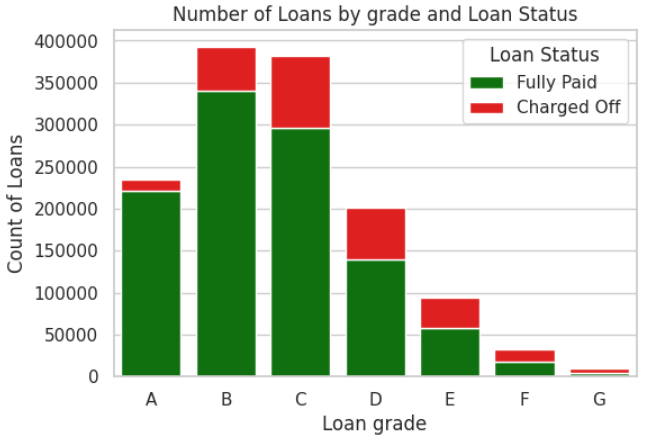 Number of Loans by grade and Loan Status
Loan Status
Fully Paid
Charged Off
Count of Loans
400000
350000
300000
250000
200000
150000
100000
50000
0
A B C D E F G
Loan grade